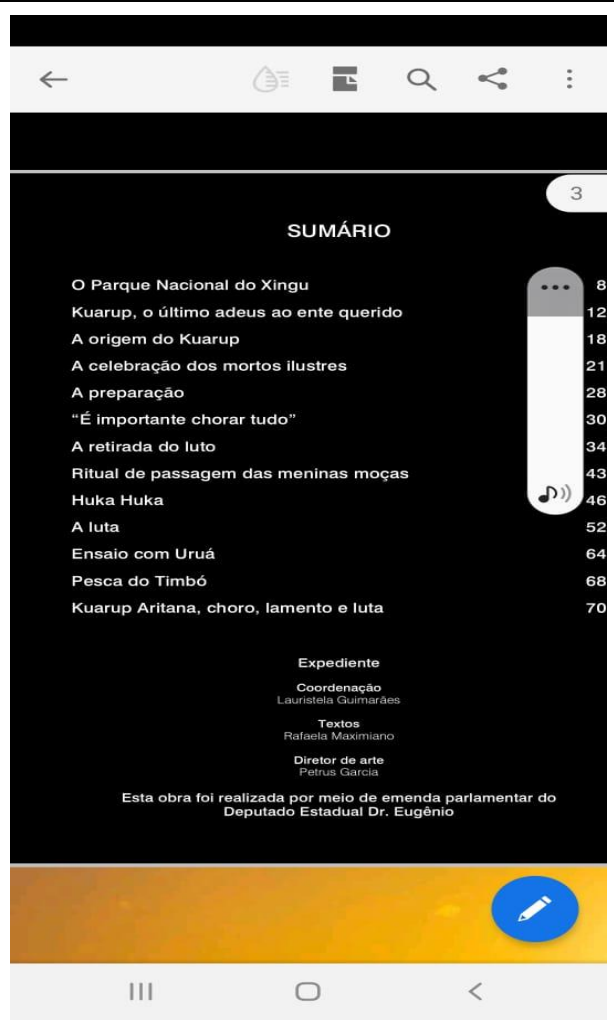 3
SUMÁRIO
O Parque Nacional do Xingu 8
Kuarup, o último adeus ao ente querido 12
A origem do Kuarup 18
A celebração dos mortos ilustres 21
A preparação 28
“É importante chorar tudo” 30
A retirada do luto 34
Ritual de passagem das meninas moças 43
Huka Huka 46
A luta 52
Ensaio com Uruá 64
Pesca do Timbó 68
Kuarup Aritana, choro, lamento e luta 70
Expediente
Coordenação
Lauristela Guimarães
Textos
Rafaela Maximiano
Diretor de arte
Petrus Garcia
Esta obra foi realizada por meio de emenda parlamentar do
Deputado Estadual Dr. Eugênio